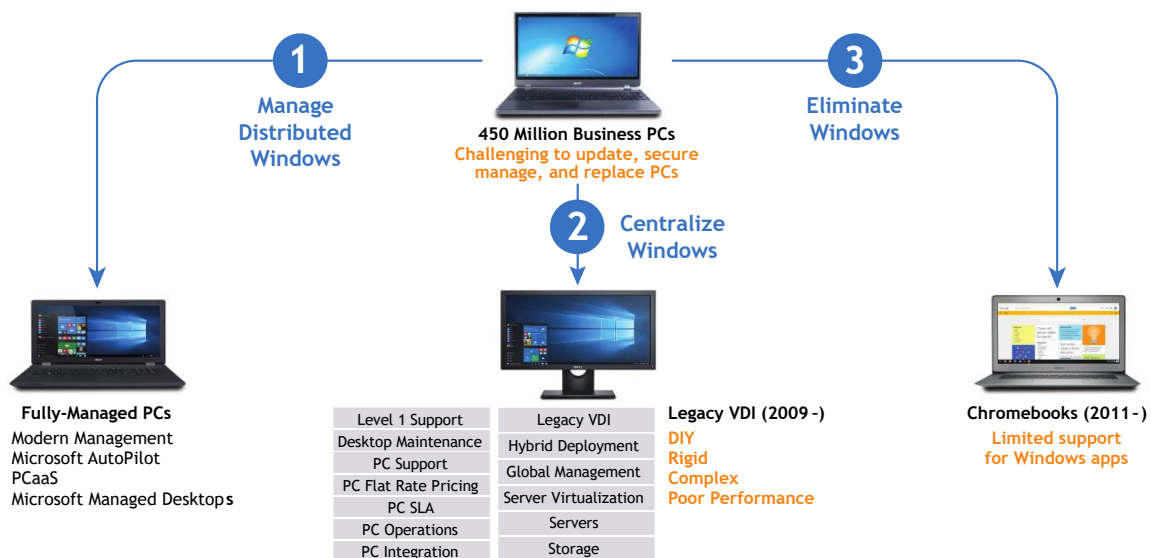 1
Manage
Distributed
Windows
450 Million Business PCs
Challenging to update, secure
manage, and replace PCs
3
Eliminate
Windows
2
Centralize
Windows
Fully-Managed PCs
Modern Management
Microsoft AutoPilot
PCaaS
Microsoft Managed Desktops
Level 1 Support
Desktop Maintenance
PC Support
PC Flat Rate Pricing
PC SLA
PC Operations
PC Integration
Legacy VDI
Hybrid Deployment
Global Management
Server Virtualization
Servers
Storage
Legacy VDI (2009 -)
DIY
Rigid
Complex
Poor Performance
Chromebooks (2011-)
Limited support
for Windows apps